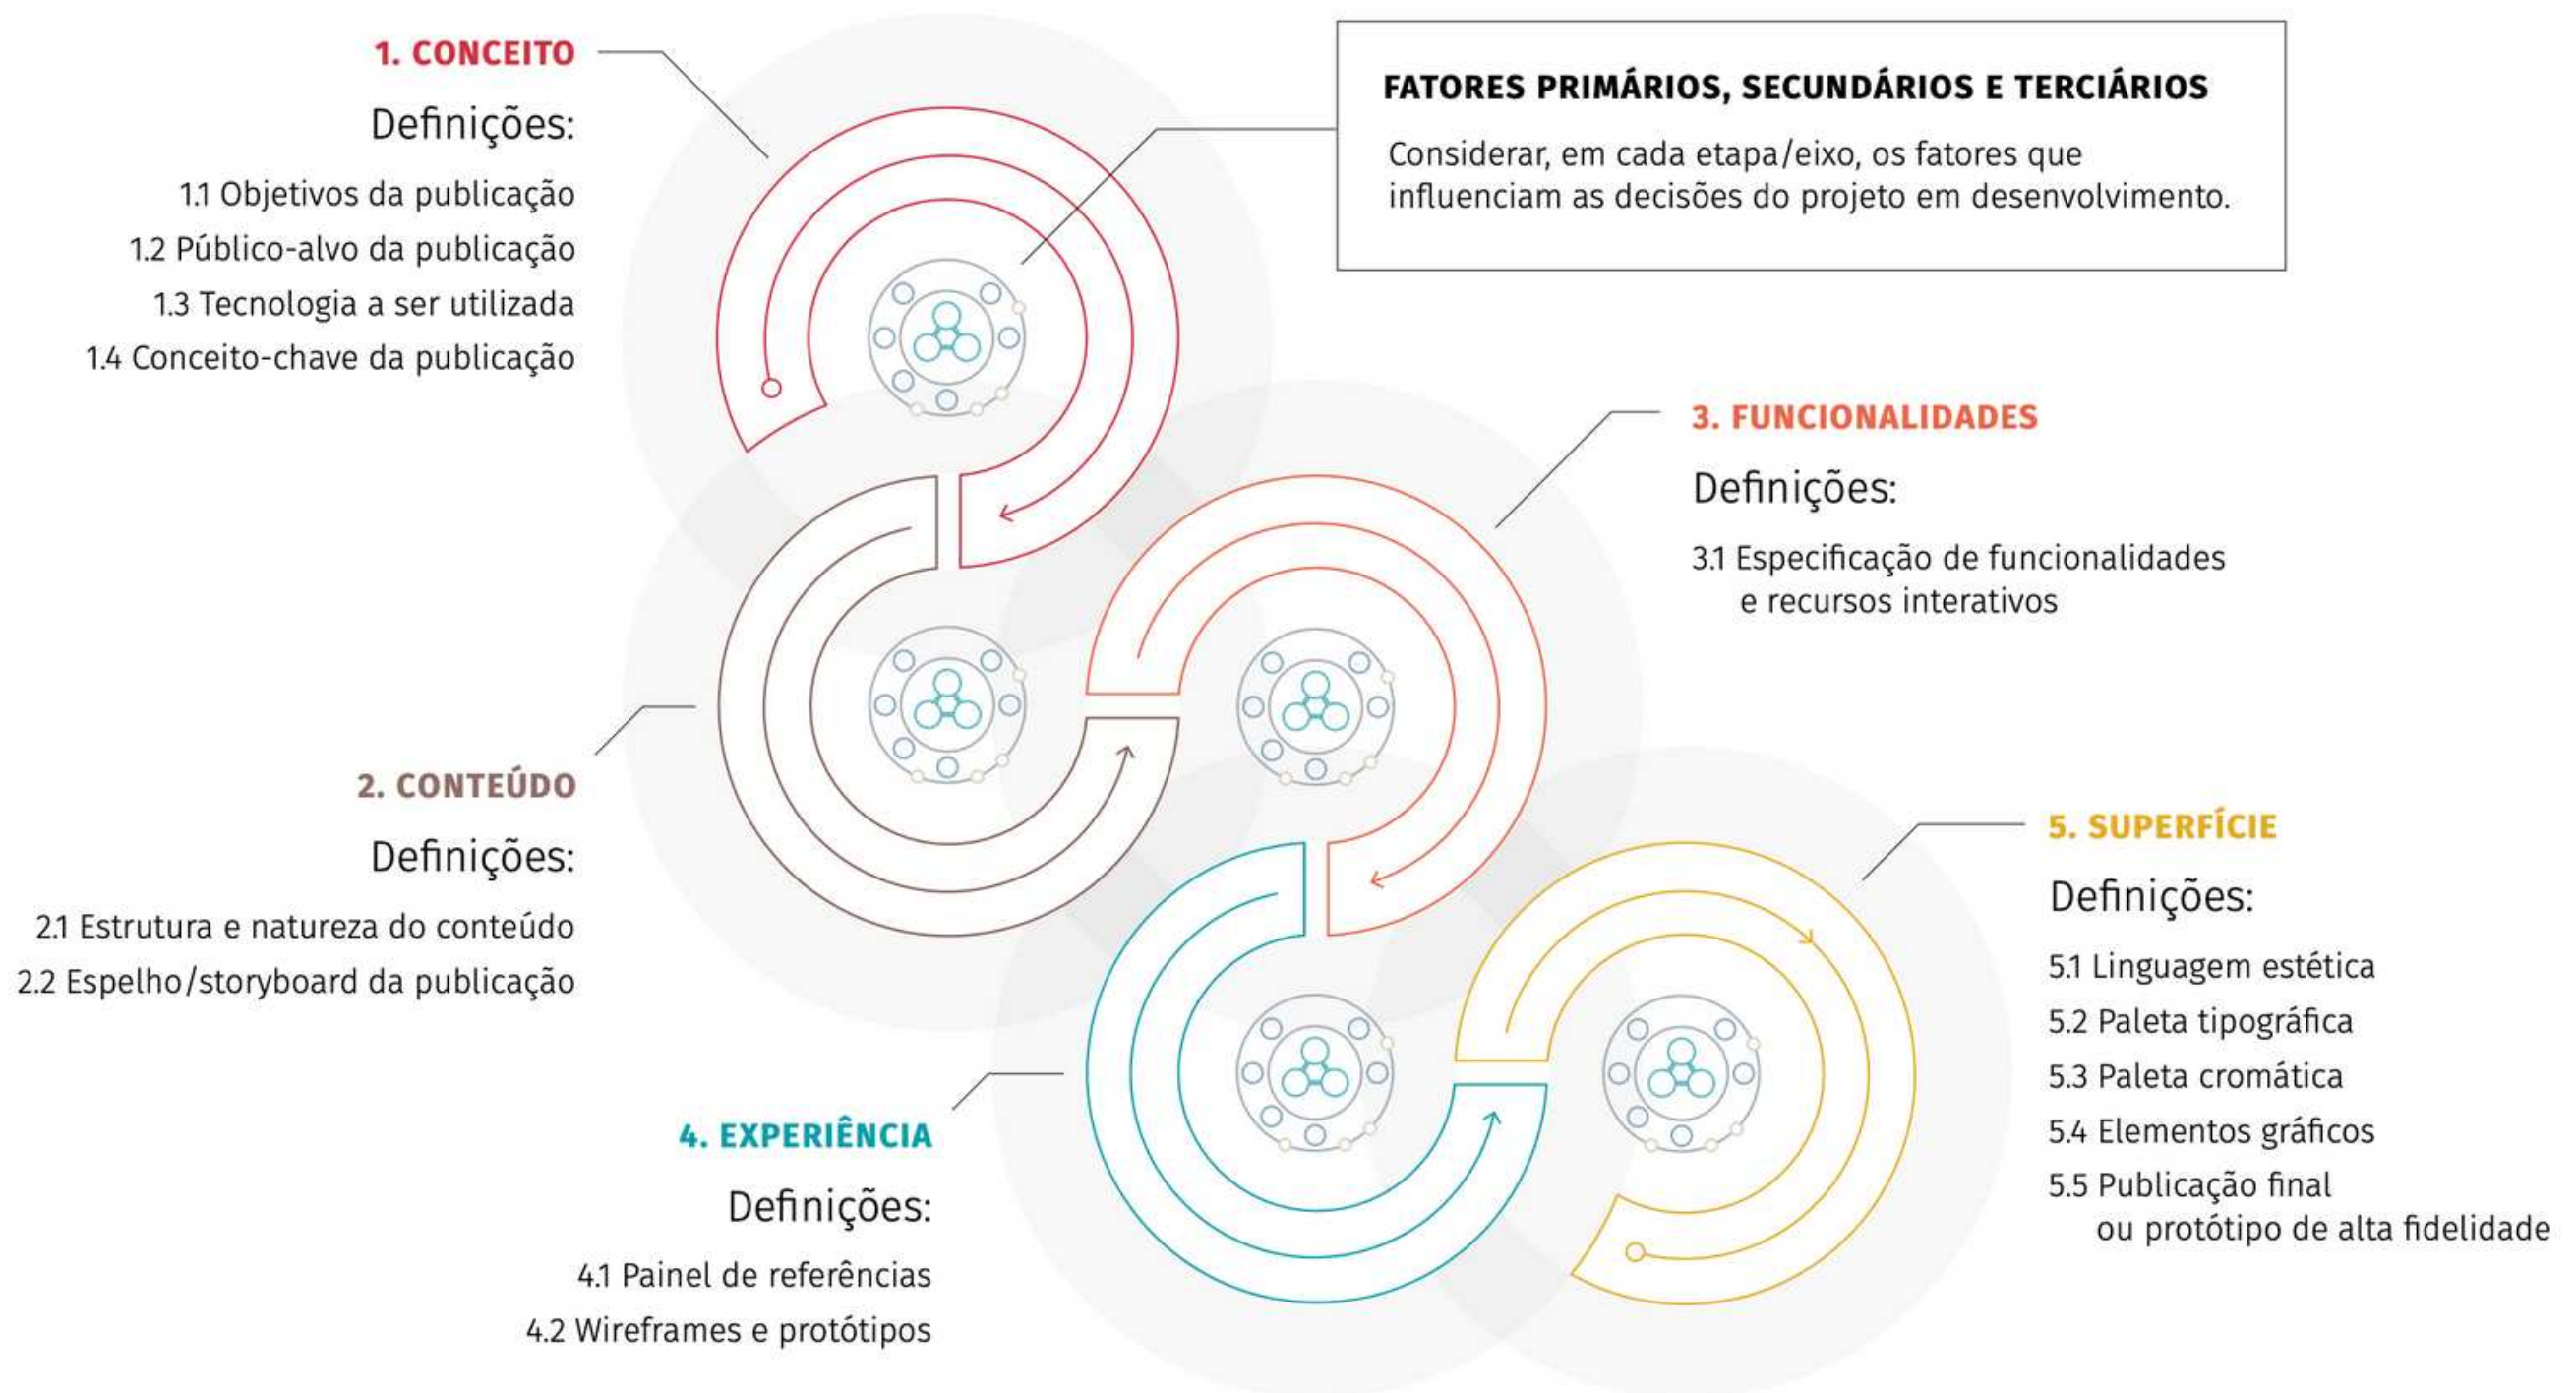 1. CONCEITO
Definições:
1.1 Objetivos da publicação
1.2 Público-alvo da publicação
1.3 Tecnologia a ser utilizada
1.4 Conceito-chave da publicação
FATORES PRIMÁRIOS, SECUNDÁRIOS E TERCIÁRIOS
Considerar, em cada etapa/eixo, os fatores que
influenciam as decisões do projeto em desenvolvimento.
2. CONTEÚDO
Definições:
2.1 Estrutura e natureza do conteúdo
2.2 Espelho/storyboard da publicação
3. FUNCIONALIDADES
Definições:
3.1 Especificação de funcionalidades
e recursos interativos
4. EXPERIÊNCIA
Definições:
4.1 Painel de referências
4.2 Wireframes e protótipos
5. SUPERFÍCIE
Definições:
5.1 Linguagem estética
5.2 Paleta tipográfica
5.3 Paleta cromática
5.4 Elementos gráficos
5.5 Publicação final
ou protótipo de alta fidelidade